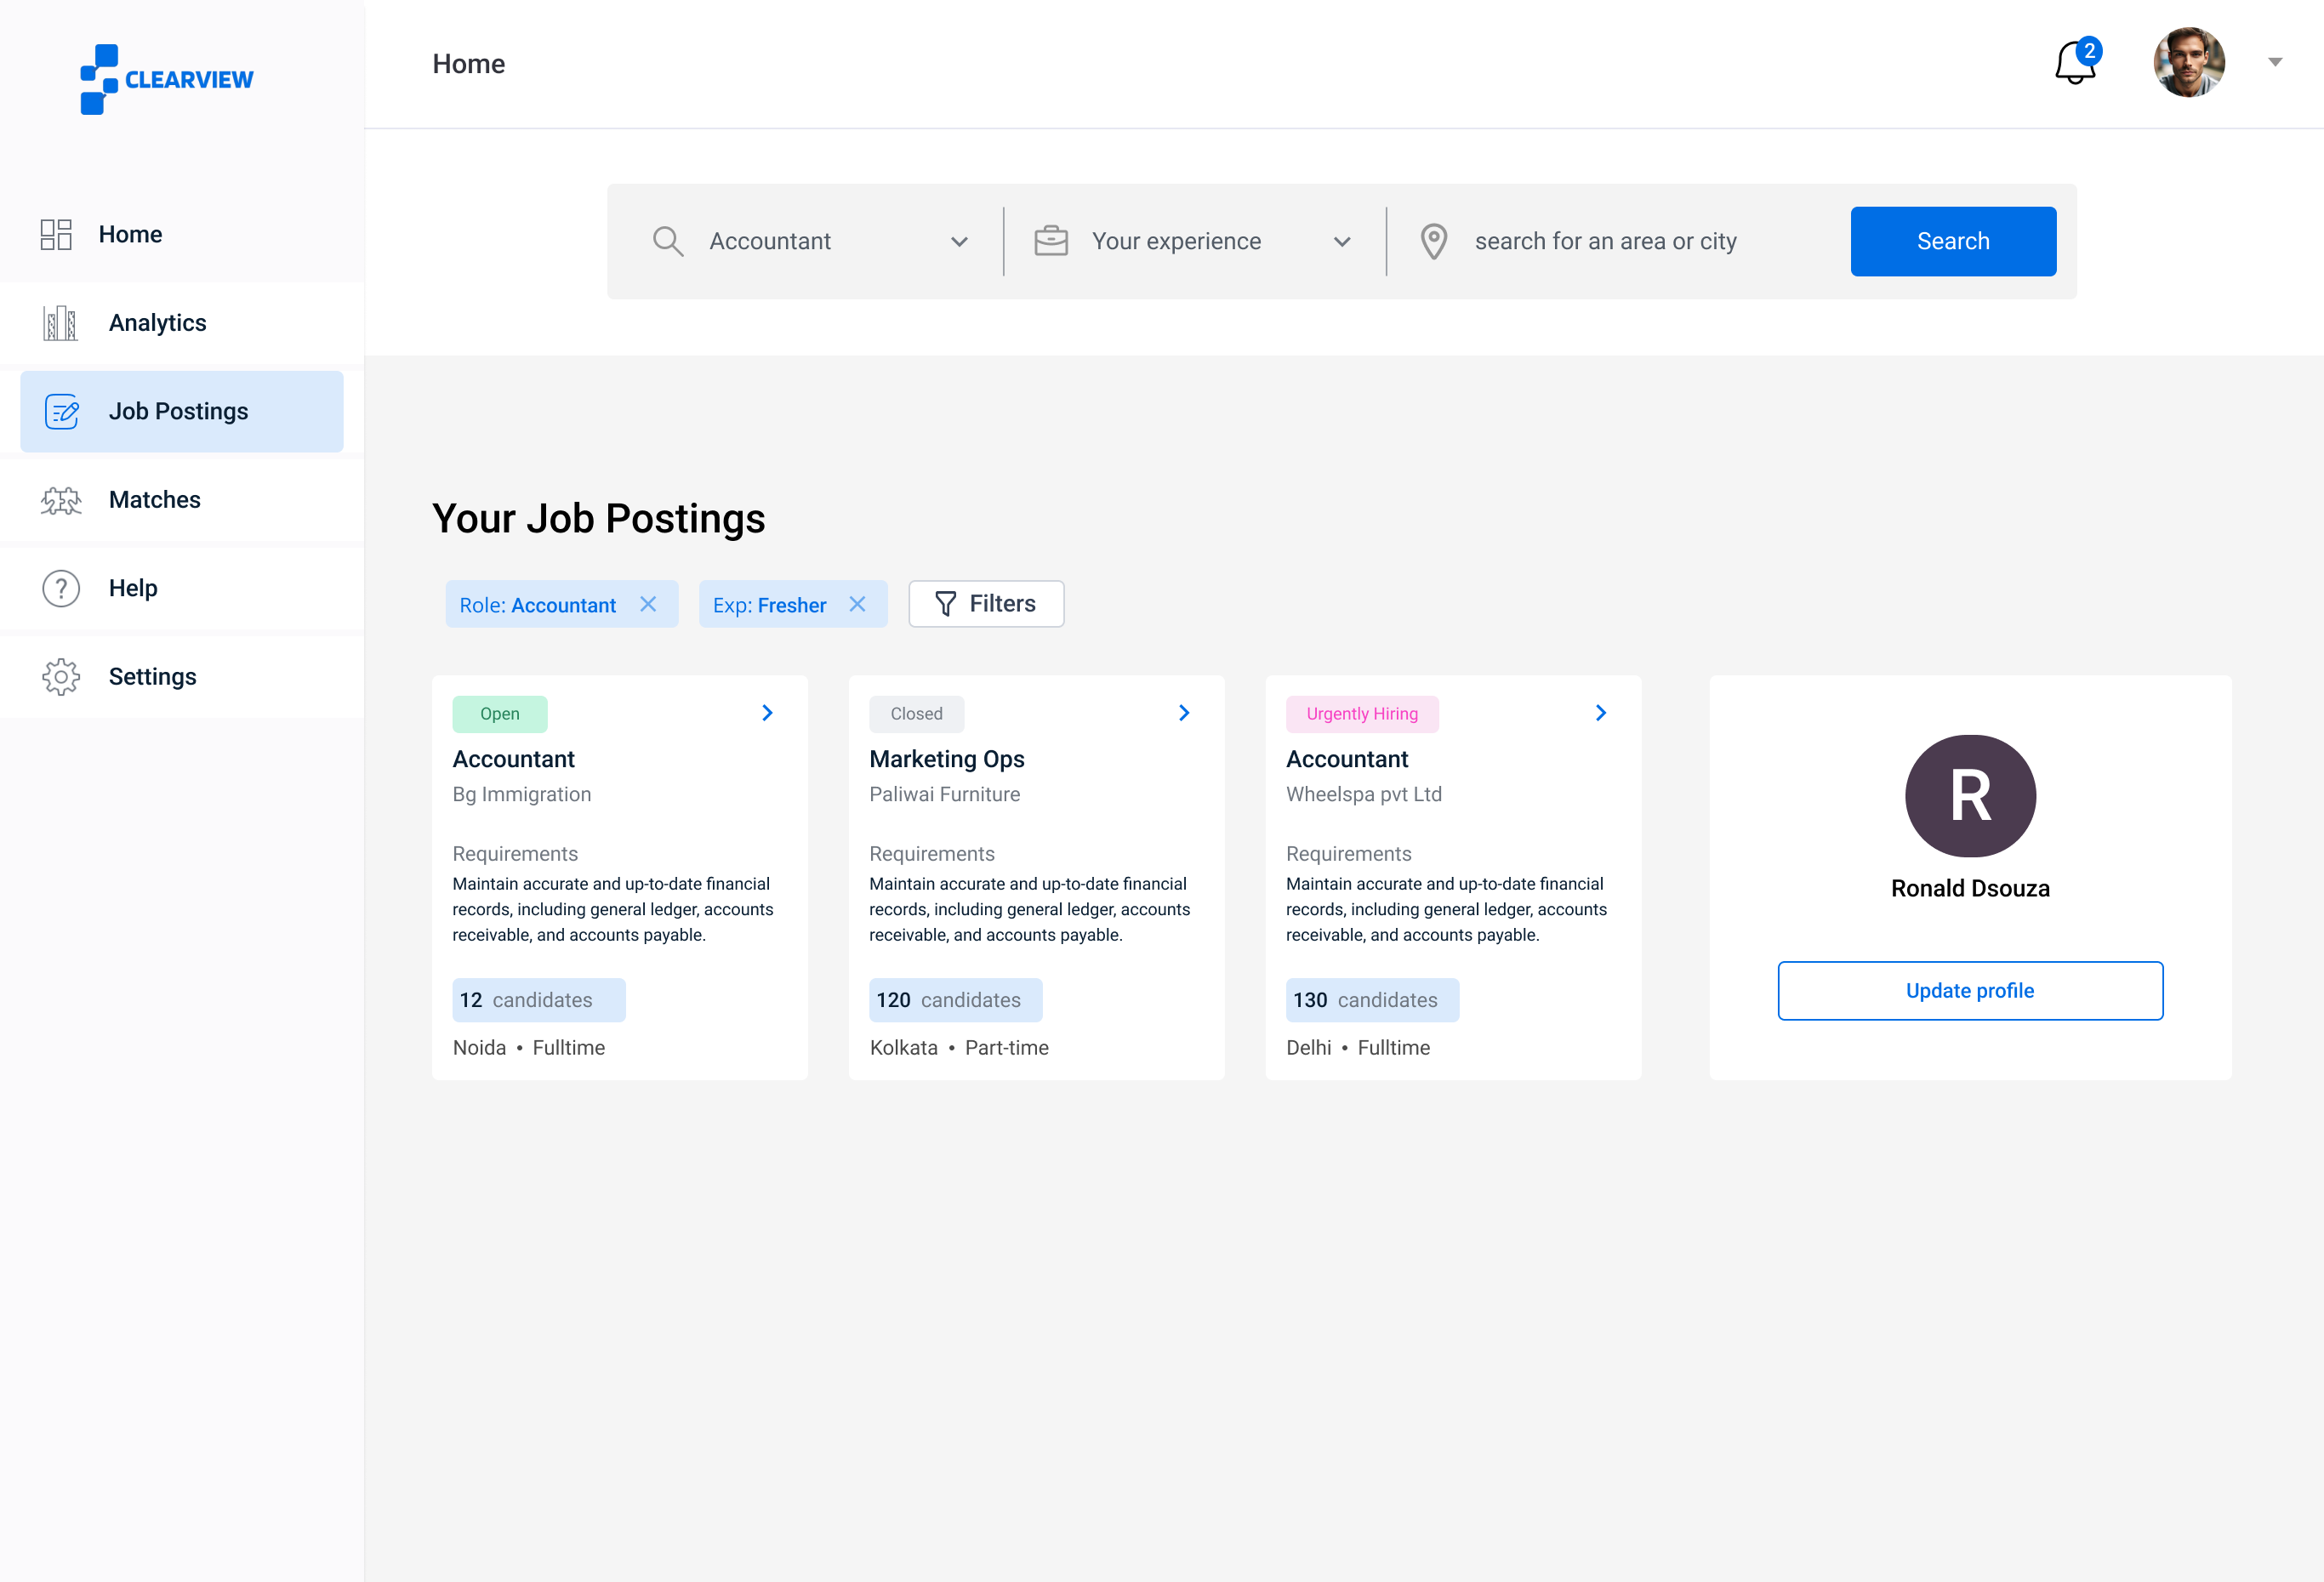 CLEARVIEW
Home
2
Home
Analytics
Job Postings
Matches
Help
Settings
Accountant
Your experience
search for an area or city
Search
Your Job Postings
Role: Accountant
Exp: Fresher
Filters
Open
Accountant
Bg Immigration
Requirements
Maintain accurate and up-to-date financial
records, including general ledger, accounts
receivable, and accounts payable.
12 candidates
Noida • Fulltime
Closed
Marketing Ops
Paliwai Furniture
Requirements
Maintain accurate and up-to-date financial
records, including general ledger, accounts
receivable, and accounts payable.
120 candidates
Kolkata • Part-time
Urgently Hiring
Accountant
Wheelspa pvt Ltd
Requirements
Maintain accurate and up-to-date financial
records, including general ledger, accounts
receivable, and accounts payable.
130 candidates
Delhi • Fulltime
R
Ronald Dsouza
Update profile